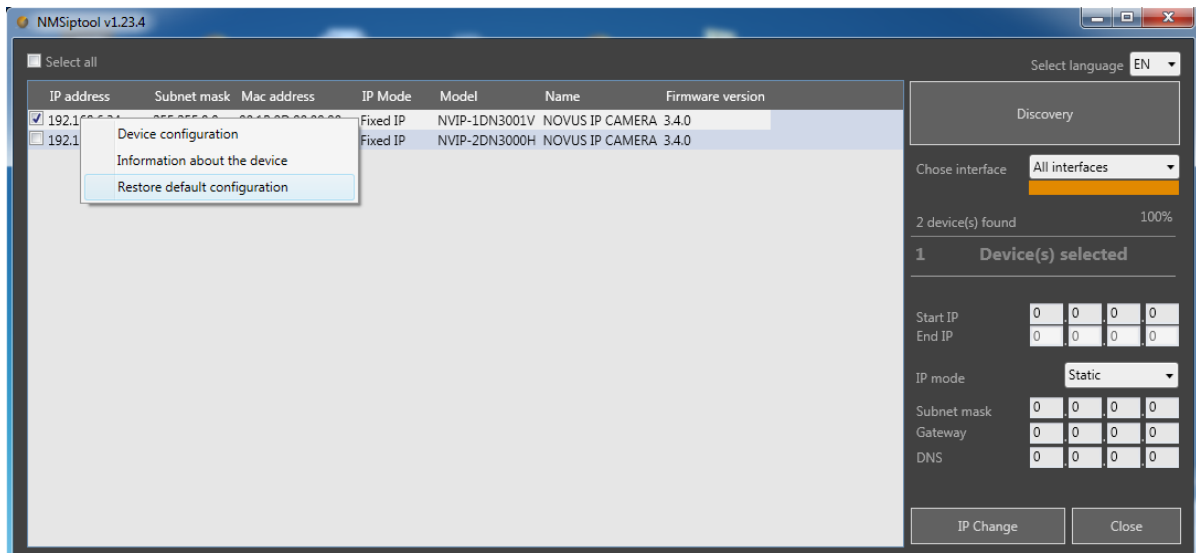 NMSiptool v1.23.4
Select all
Select language EN
IP address Subnet mask Mac address IP Mode Model Name Firmware version
Discovery
Fixed IP NVIP-1DN3001V NOVUS IP CAMERA 3.4.0
Device configuration
192.1 Fixed IP NVIP-2DN3000H NOVUS IP CAMERA 3.4.0
Information about the device
Restore default configuration
Chose interface All interfaces
2 device(s) found 100%
1 Device(s) selected
Start IP 0 . 0 . 0 . 0
End IP 0 . 0 . 0 . 0
IP mode Static
Subnet mask 0 . 0 . 0 . 0
Gateway 0 . 0 . 0 . 0
DNS 0 . 0 . 0 . 0
IP Change Close